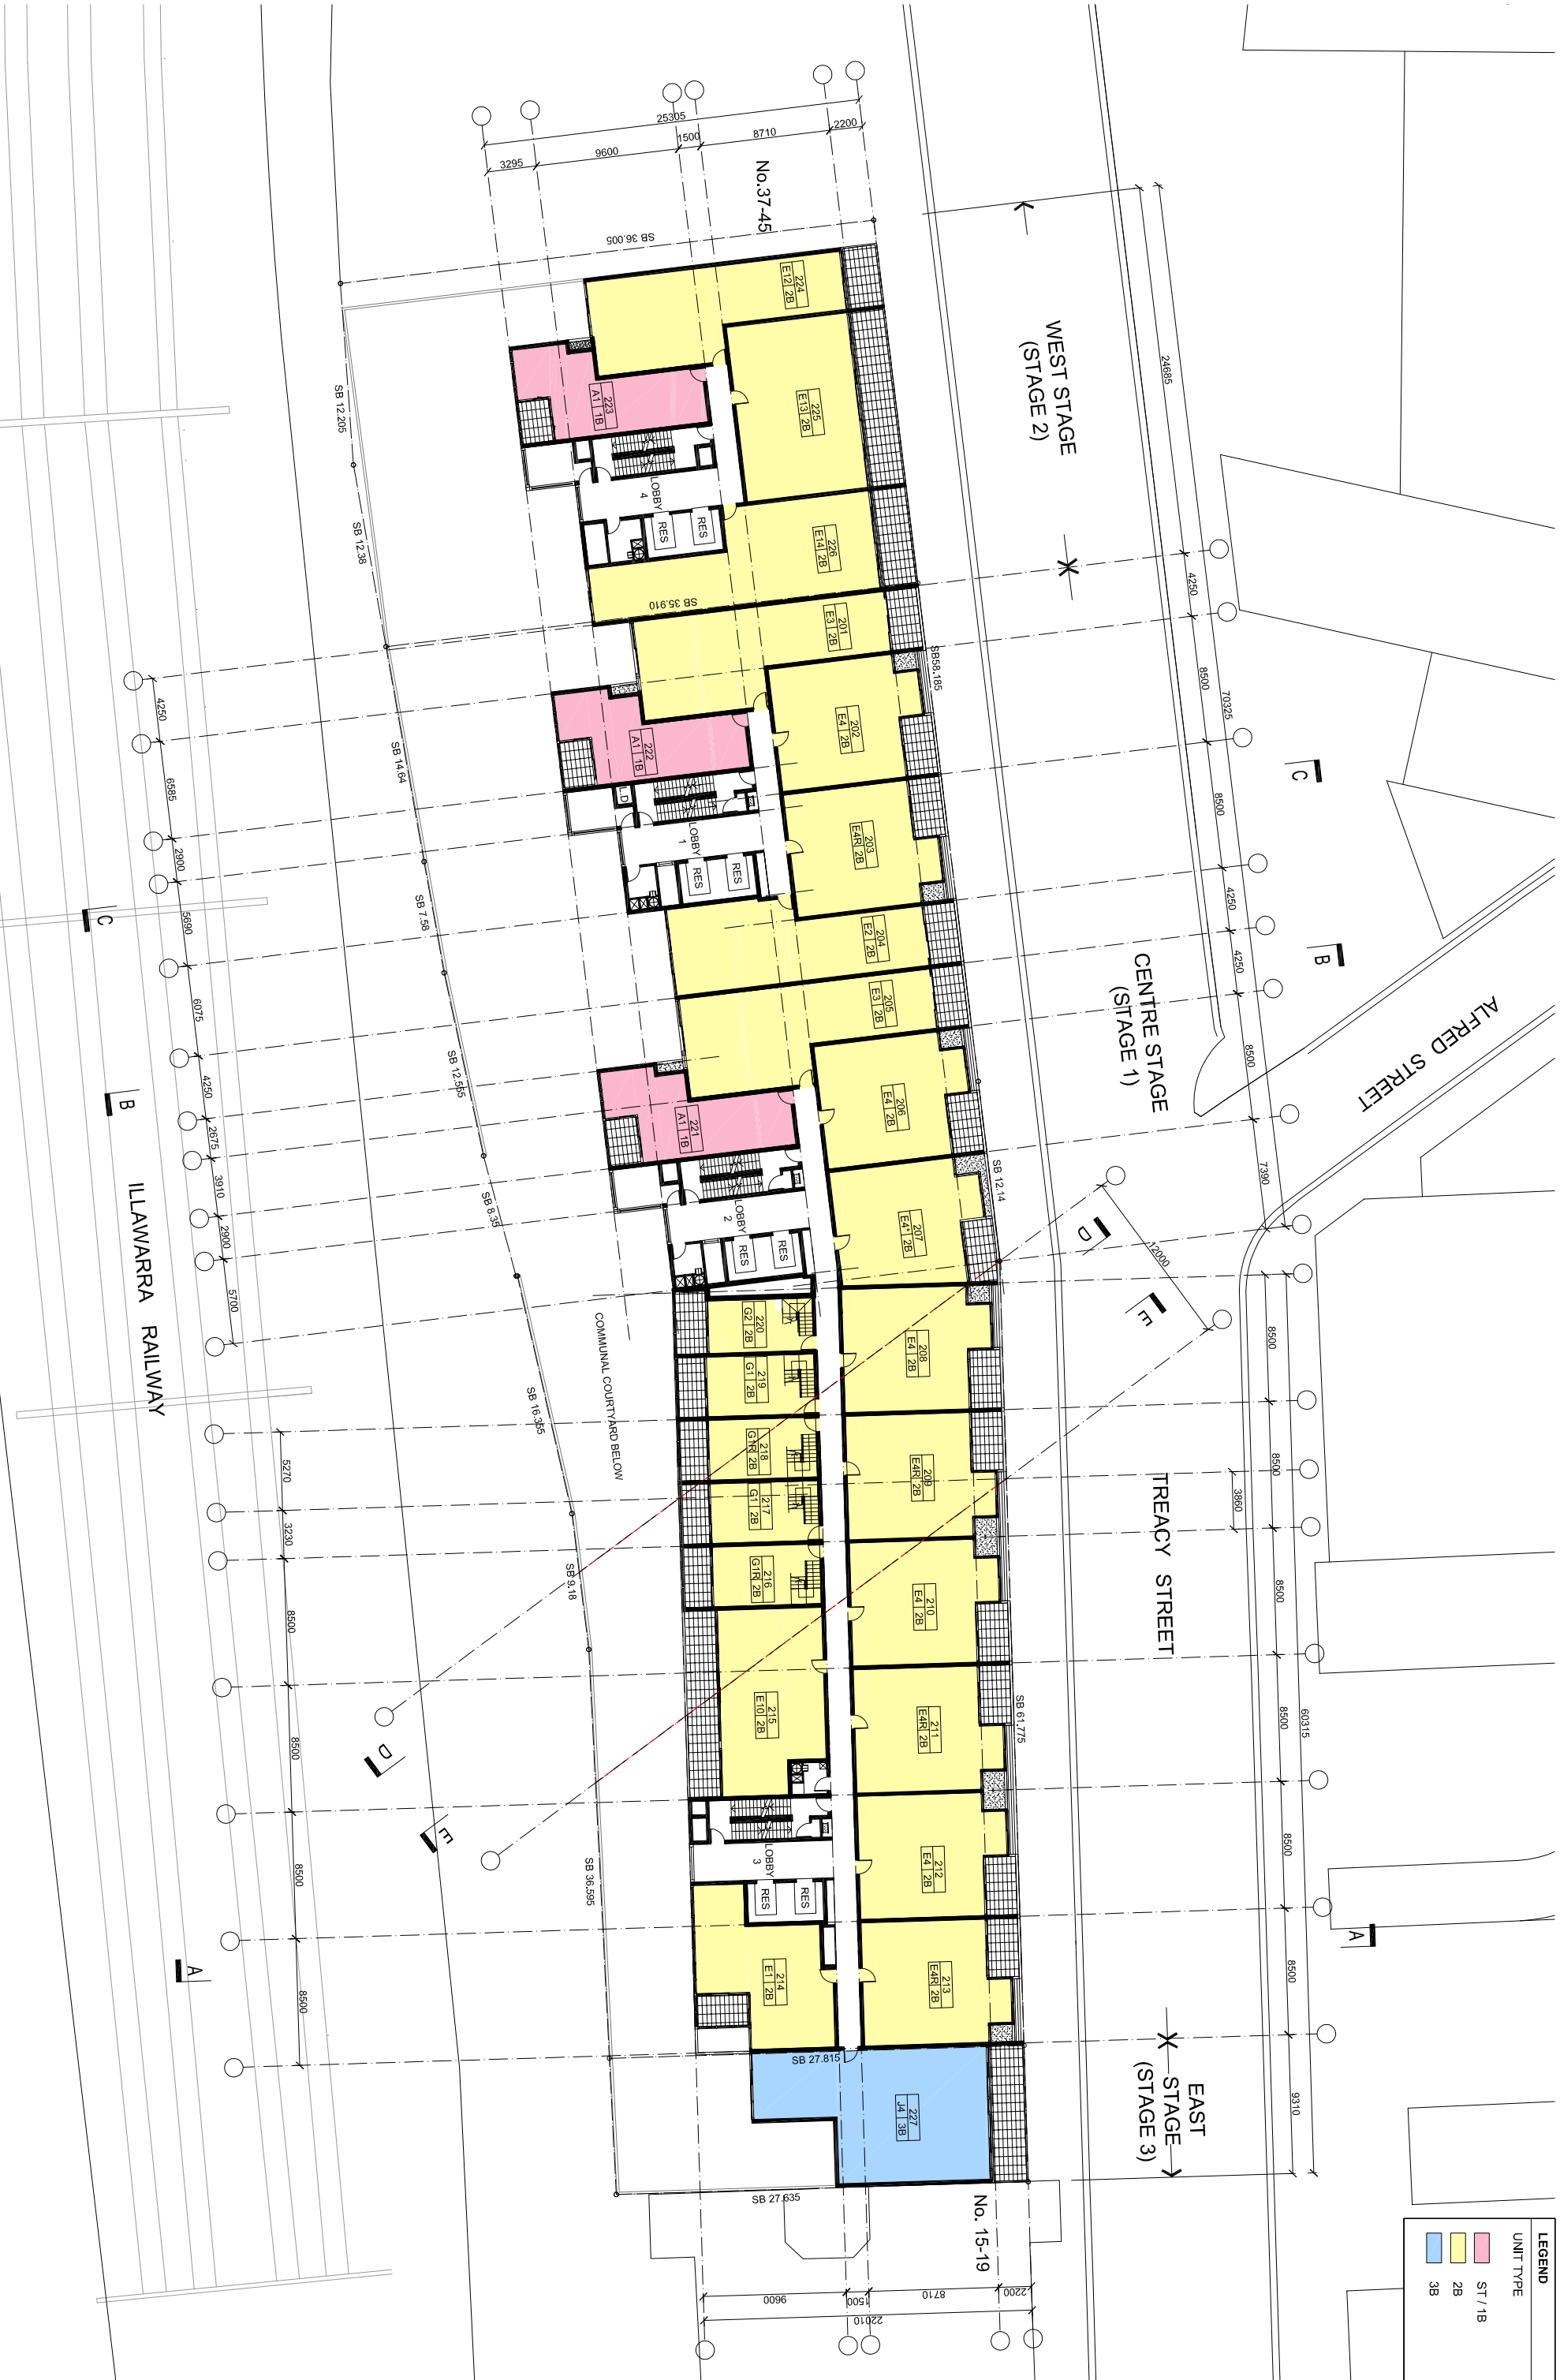 LEGEND
UNIT TYPE
ST / 1B
2B
3B
ALFRED STREET
TREACY STREET
ILLAWARRA RAILWAY
WEST STAGE
(STAGE 2)
CENTRE STAGE
(STAGE 1)
EAST
STAGE
(STAGE 3)
No.37-45
No. 15-19
COMMUNAL COURTYARD BELOW
25305
3295
9600
1500
8710
2200
24685
70325
4250
8500
8500
4250
4250
8500
7390
12000
60315
8500
8500
3860
8500
8500
8500
8500
9310
SB 36.005
SB58.185
SB 12.14
SB 61.775
SB 35.910
SB 27.815
SB 27.635
SB 12.205
SB 12.38
SB 14.64
SB 7.58
SB 12.555
SB 8.35
SB 16.355
SB 9.18
SB 36.595
4250
6585
2900
5690
6075
4250
2675
3910
2900
5700
5270
3230
8500
8500
8500
8500
9600
1500
8710
2200
22010
224
E12 2B
225
E13 2B
226
E14 2B
223
A1 1B
201
E3 2B
202
E4 2B
203
E4R 2B
222
A1 1B
204
E2 2B
205
E3 2B
206
E4 2B
207
E4* 2B
221
A1 1B
208
E4 2B
209
E4R 2B
210
E4 2B
211
E4R 2B
212
E4 2B
213
E4R 2B
220
G2 2B
219
G1 2B
218
G1R 2B
217
G1 2B
216
G1R 2B
215
E10 2B
214
E1 2B
227
J4 3B
LOBBY
4
RES
RES
LOBBY
1
RES
RES
LOBBY
2
RES
RES
LOBBY
3
RES
RES
LD
C
C
B
B
D
D
E
E
A
A